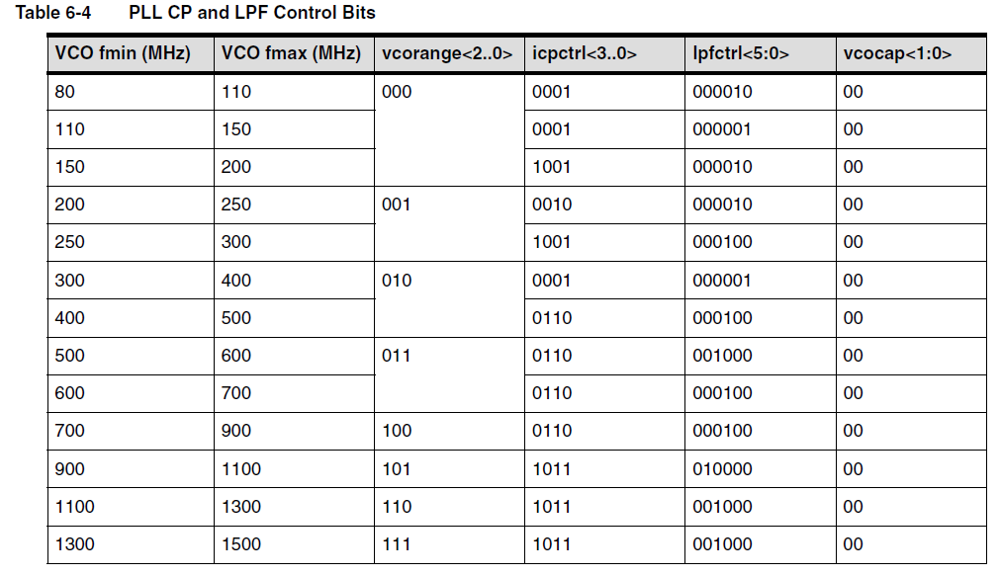 Table 6-4 PLL CP and LPF Control Bits
VCO fmin (MHz) VCO fmax (MHz) vcorange<2..0> icpctrl<3..0> lpfctrl<5:0> vcocap<1:0>
80 110 000 0001 000010 00
110 150 0001 000001 00
150 200 1001 000010 00
200 250 001 0010 000010 00
250 300 1001 000100 00
300 400 010 0001 000001 00
400 500 0110 000100 00
500 600 011 0110 001000 00
600 700 0110 000100 00
700 900 100 0110 000100 00
900 1100 101 1011 010000 00
1100 1300 110 1011 001000 00
1300 1500 111 1011 001000 00